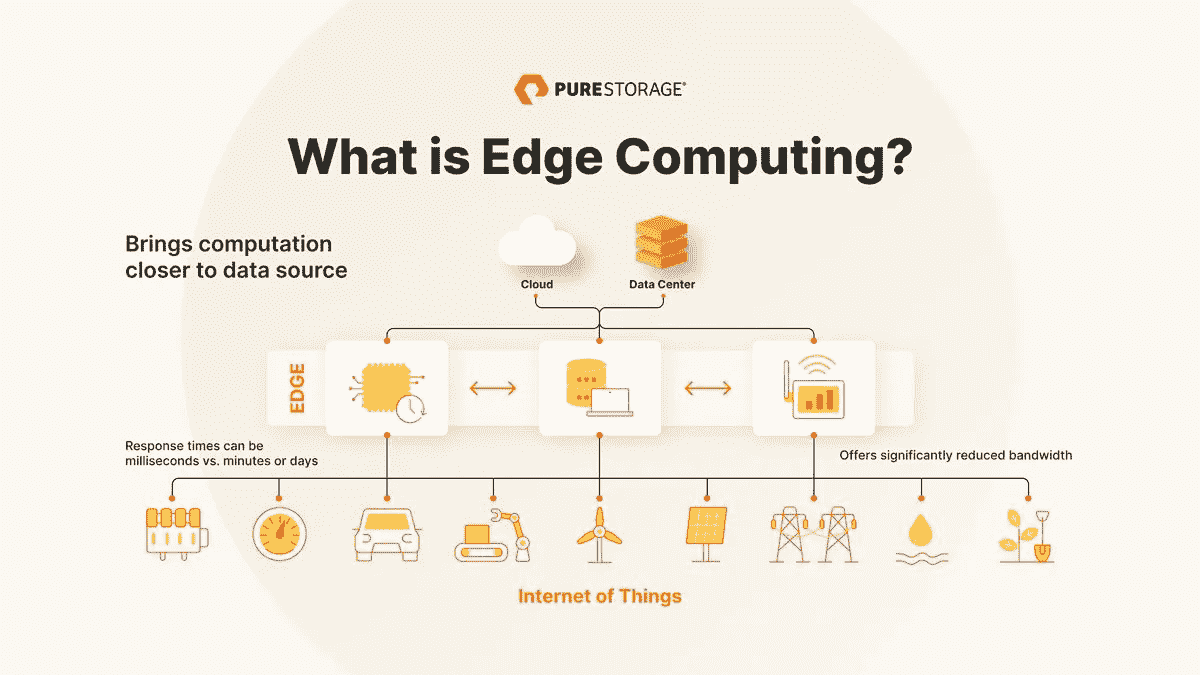 PURESTORAGE®
What is Edge Computing?
Brings computation
closer to data source
Cloud
Data Center
EDGE
Response times can be
milliseconds vs. minutes or days
Offers significantly reduced bandwidth
Internet of Things